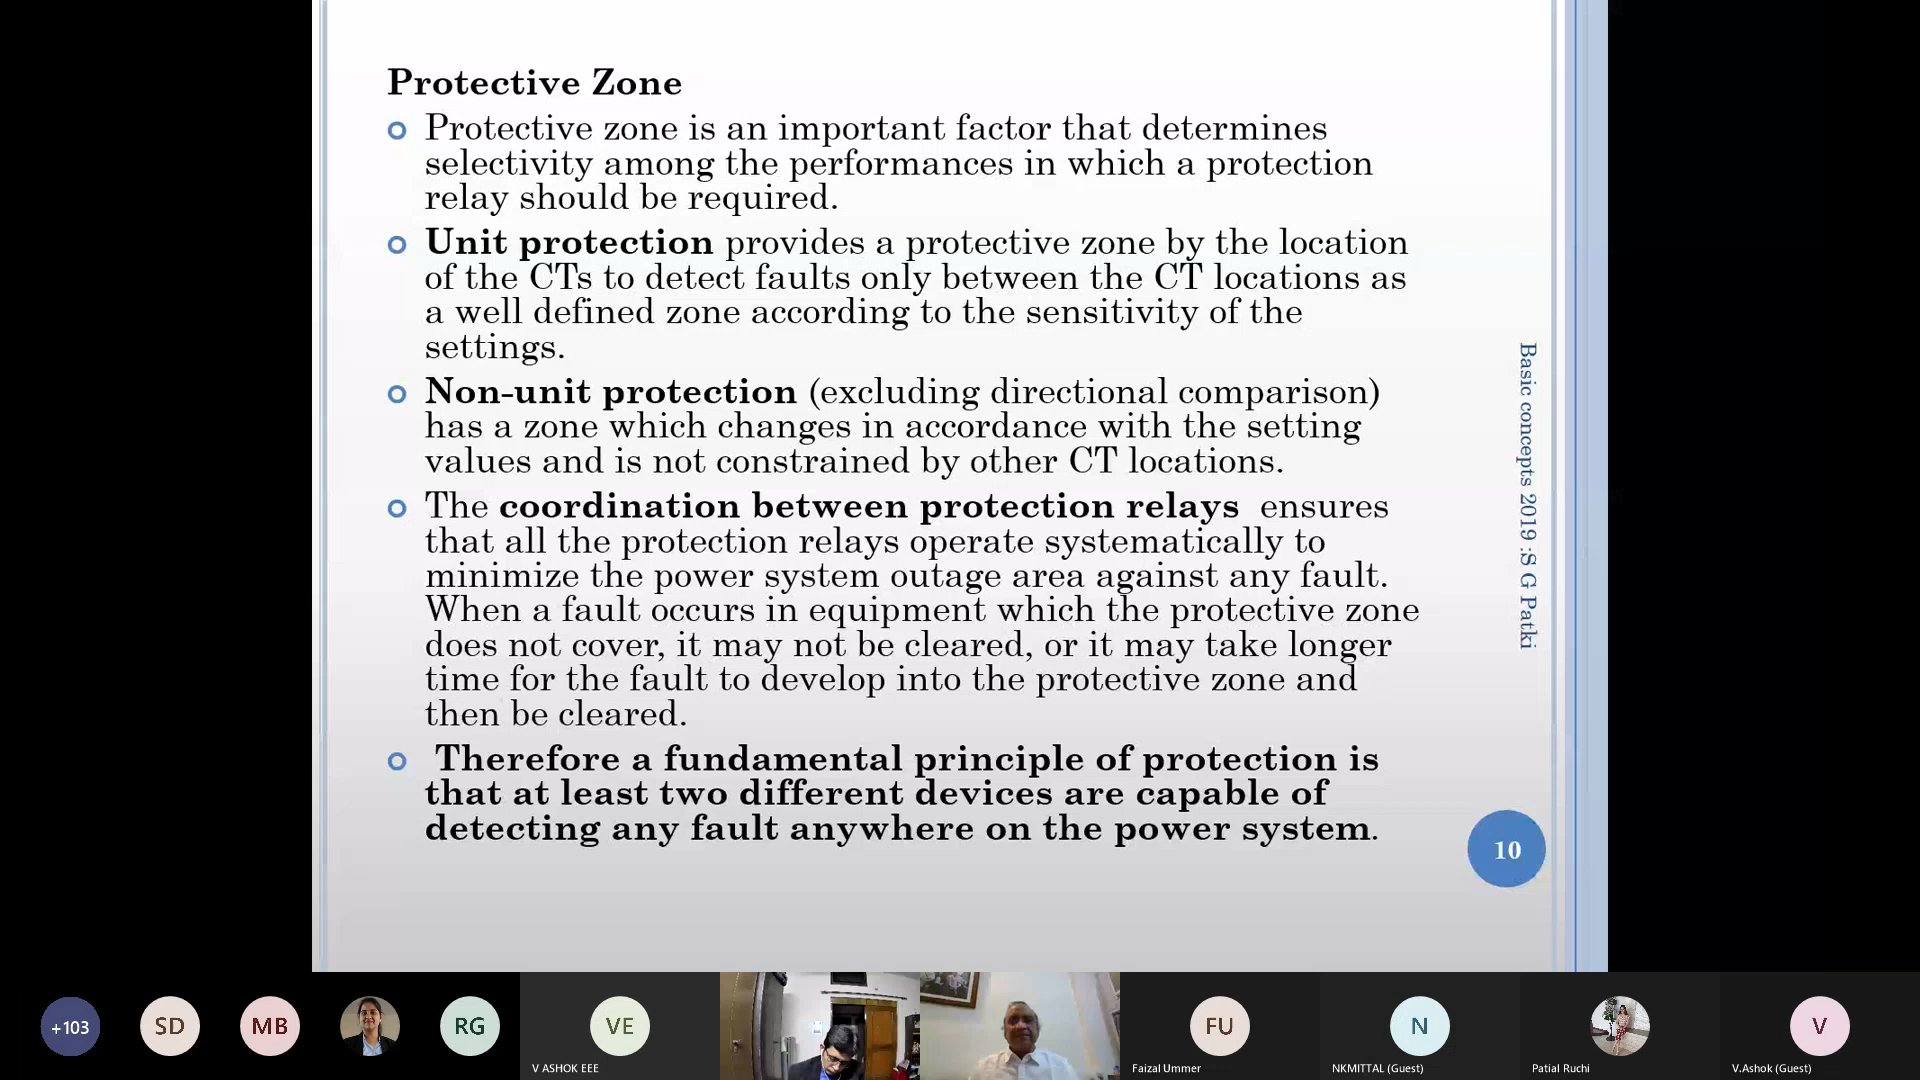 Protective Zone
Protective zone is an important factor that determines
selectivity among the performances in which a protection
relay should be required.
Unit protection provides a protective zone by the location
of the CTs to detect faults only between the CT locations as
a well defined zone according to the sensitivity of the
settings.
Non-unit protection (excluding directional comparison)
has a zone which changes in accordance with the setting
values and is not constrained by other CT locations.
The coordination between protection relays ensures
that all the protection relays operate systematically to
minimize the power system outage area against any fault.
When a fault occurs in equipment which the protective zone
does not cover, it may not be cleared, or it may take longer
time for the fault to develop into the protective zone and
then be cleared.
Therefore a fundamental principle of protection is
that at least two different devices are capable of
detecting any fault anywhere on the power system.
Basic concepts 2019 :S G Patki
10
+103
SD
MB
RG
VE
V ASHOK EEE
FU
Faizal Ummer
N
NKMITTAL (Guest)
Patial Ruchi
V
V.Ashok (Guest)